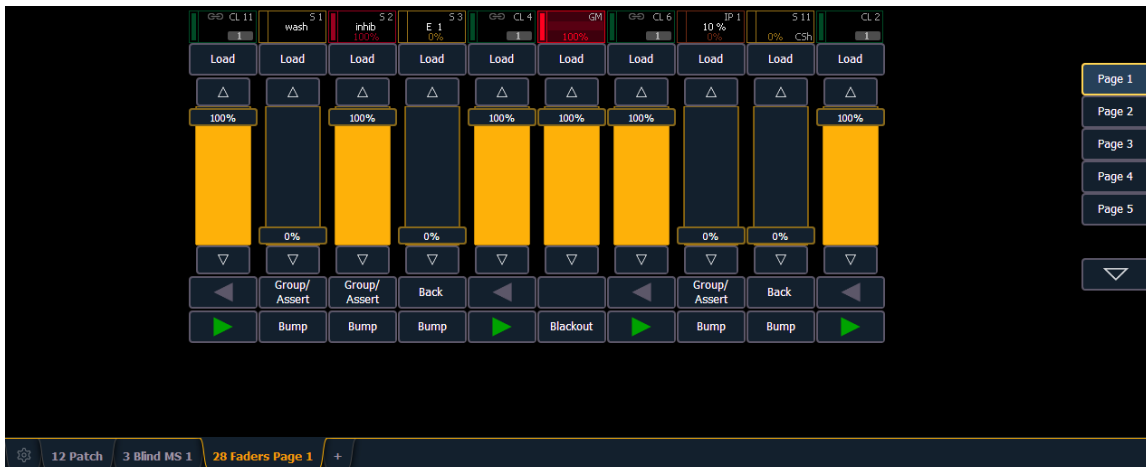 CL 11
1
S 1
wash
S 2
inhib
100%
S 3
E 1
0%
CL 4
1
GM
100%
CL 6
1
IP 1
10 %
0%
S 11
0% CSh
CL 2
1
Load Load Load Load Load Load Load Load Load Load
100% 100% 100% 100% 100% 100%
0% 0% 0% 0%
Group/
Assert
Group/
Assert
Back
Group/
Assert
Back
Bump Bump Bump Blackout Bump Bump
Page 1
Page 2
Page 3
Page 4
Page 5
12 Patch 3 Blind MS 1 28 Faders Page 1 +